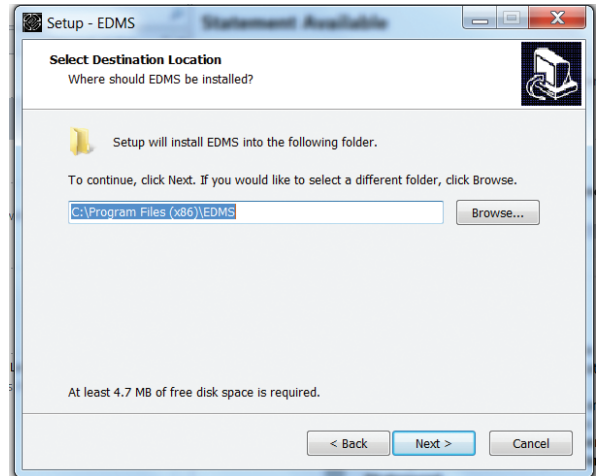 Setup - EDMS
Statement Available
Select Destination Location
Where should EDMS be installed?
Setup will install EDMS into the following folder.
To continue, click Next. If you would like to select a different folder, click Browse.
C:\Program Files (x86)\EDMS
Browse...
At least 4.7 MB of free disk space is required.
< Back
Next >
Cancel